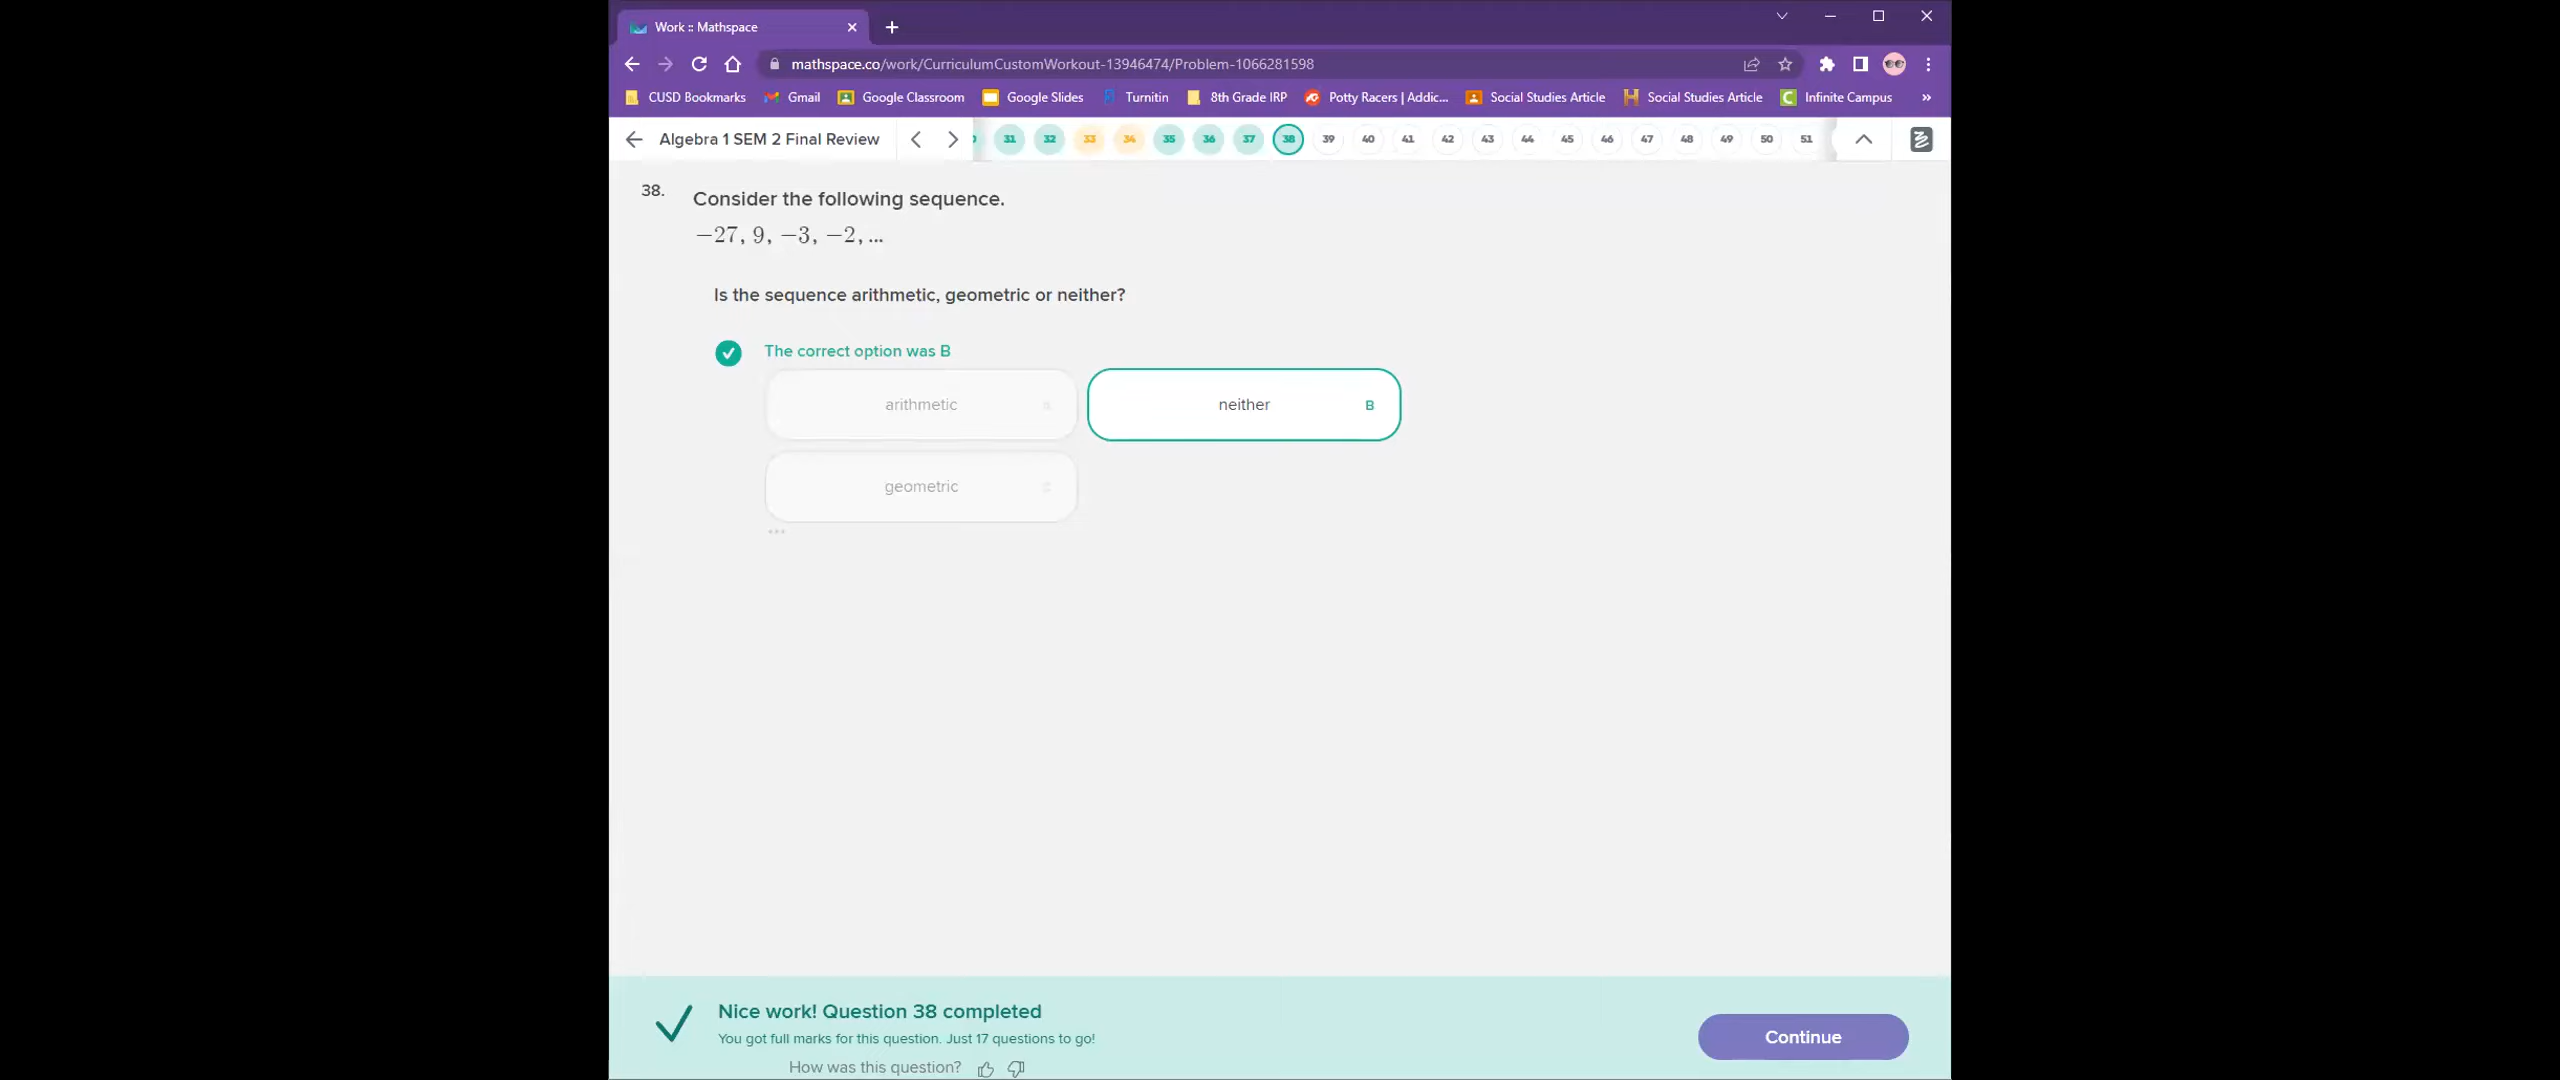 Work :: Mathspace
mathspace.co/work/CurriculumCustomWorkout-13946474/Problem-1066281598
CUSD Bookmarks Gmail Google Classroom Google Slides Turnitin 8th Grade IRP Potty Racers | Addic... Social Studies Article Social Studies Article Infinite Campus »
Algebra 1 SEM 2 Final Review 31 32 33 34 35 36 37 38 39 40 41 42 43 44 45 46 47 48 49 50 51
38. Consider the following sequence.
−27, 9, −3, −2, ...
Is the sequence arithmetic, geometric or neither?
The correct option was B
arithmetic
neither B
geometric
...
Nice work! Question 38 completed
You got full marks for this question. Just 17 questions to go!
Continue
How was this question?